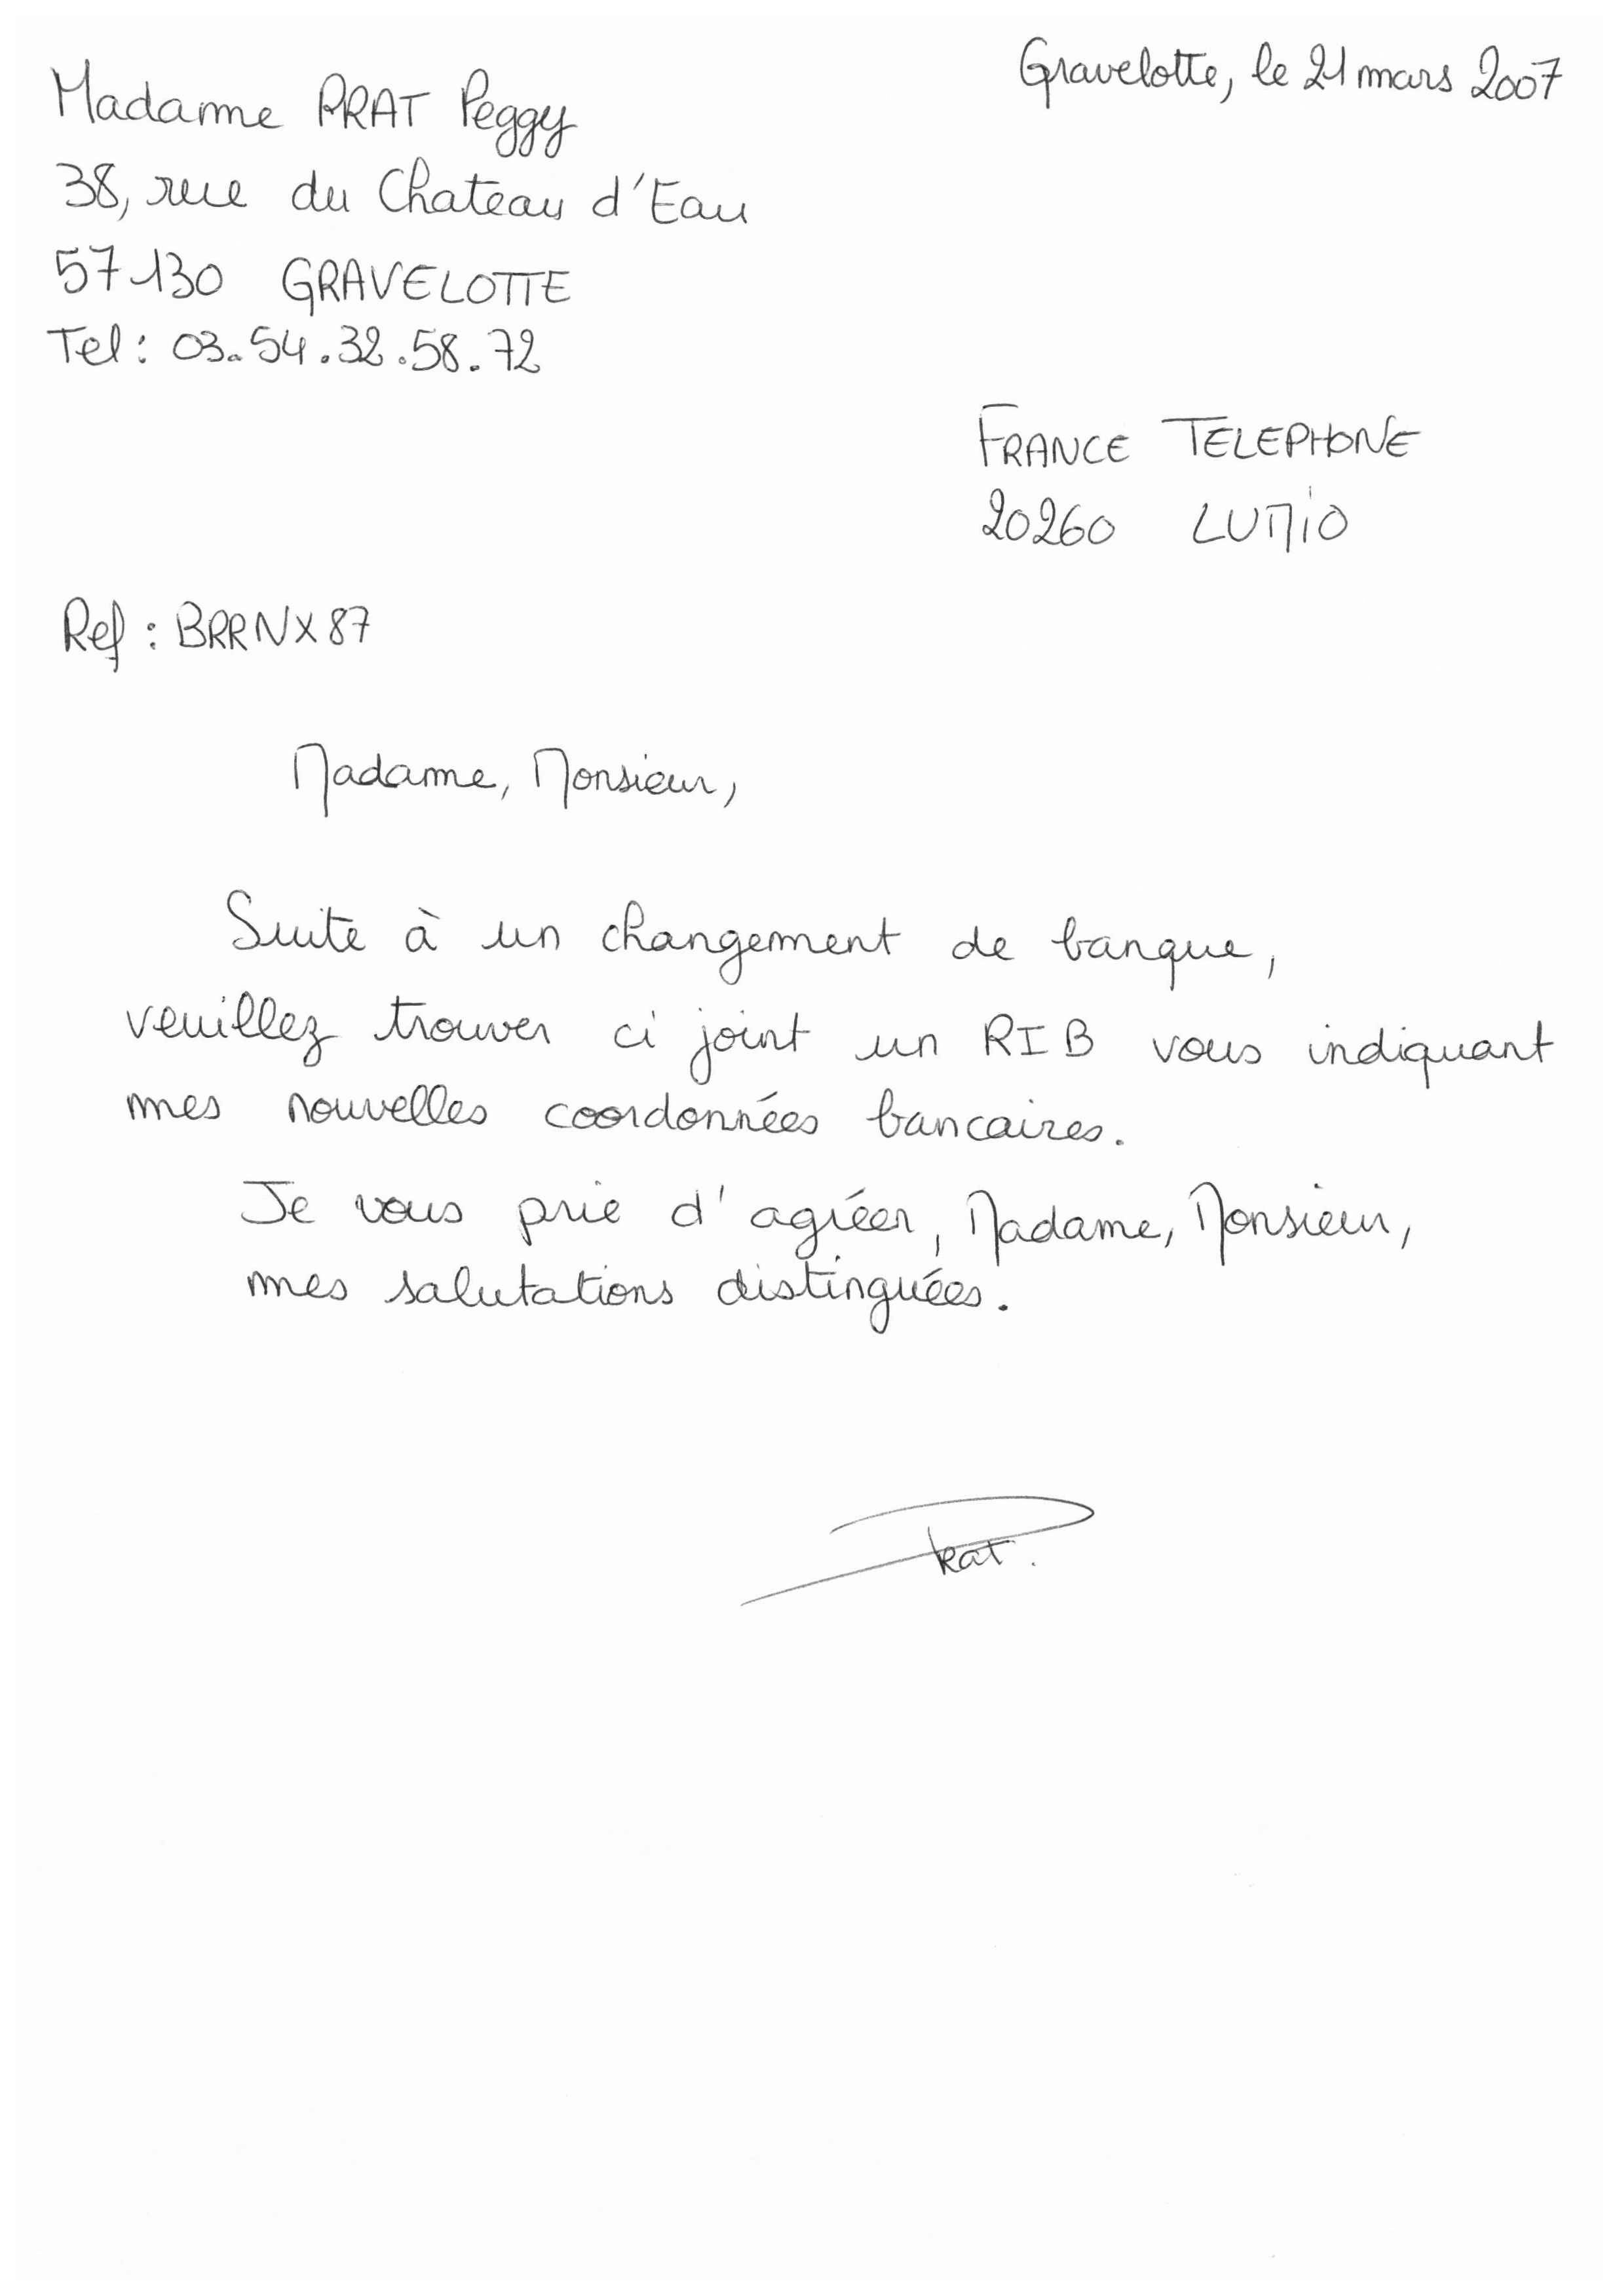 Gravelotte, le 21 mars 2007
Madame PRAT Peggy
38, rue du Chateau d'Eau
57130 GRAVELOTTE
Tel : 03.54.32.58.72
FRANCE TELEPHONE
20260 LUMIO
Ref : BRRNX87
Madame, Monsieur,
Suite à un changement de banque,
veuillez trouver ci joint un RIB vous indiquant
mes nouvelles coordonnées bancaires.
Je vous prie d'agréer, Madame, Monsieur,
mes salutations distinguées.
Prat.